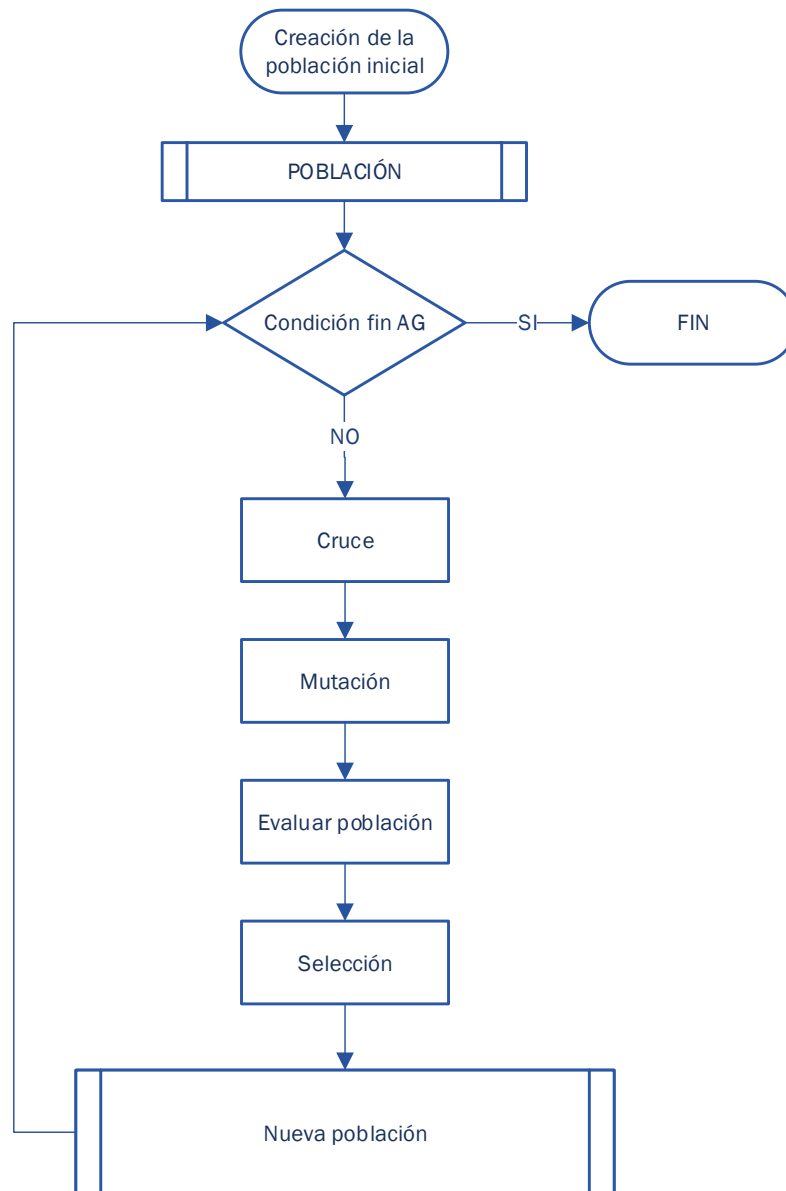 Creación de la
población inicial
POBLACIÓN
Condición fin AG
SI
FIN
NO
Cruce
Mutación
Evaluar población
Selección
Nueva población